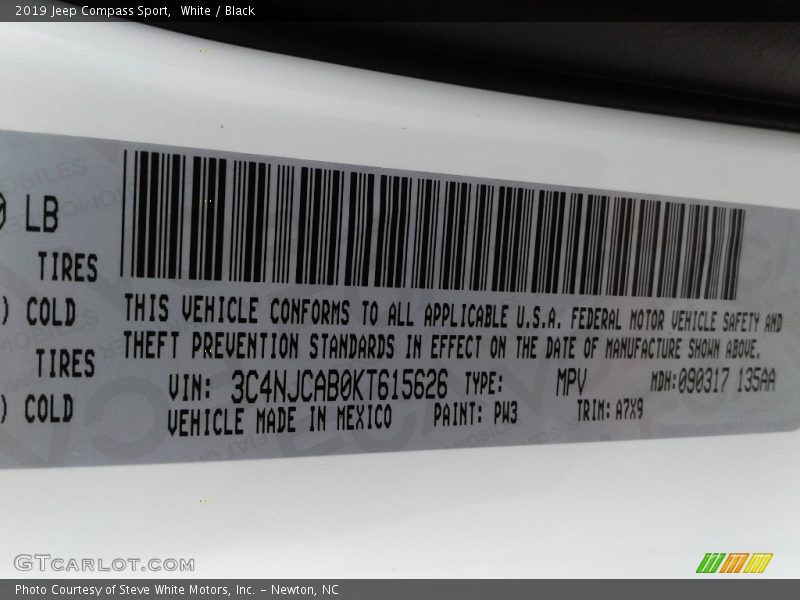 2019 Jeep Compass Sport, White / Black
0 LB
TIRES
) COLD
TIRES
) COLD
THIS VEHICLE CONFORMS TO ALL APPLICABLE U.S.A. FEDERAL MOTOR VEHICLE SAFETY AND
THEFT PREVENTION STANDARDS IN EFFECT ON THE DATE OF MANUFACTURE SHOWN ABOVE.
VIN: 3C4NJCAB0KT615626 TYPE: MPV MDH:090317 135AA
VEHICLE MADE IN MEXICO PAINT: PW3 TRIM: A7X9
GTCarLot.com
Photo Courtesy of Steve White Motors, Inc. - Newton, NC